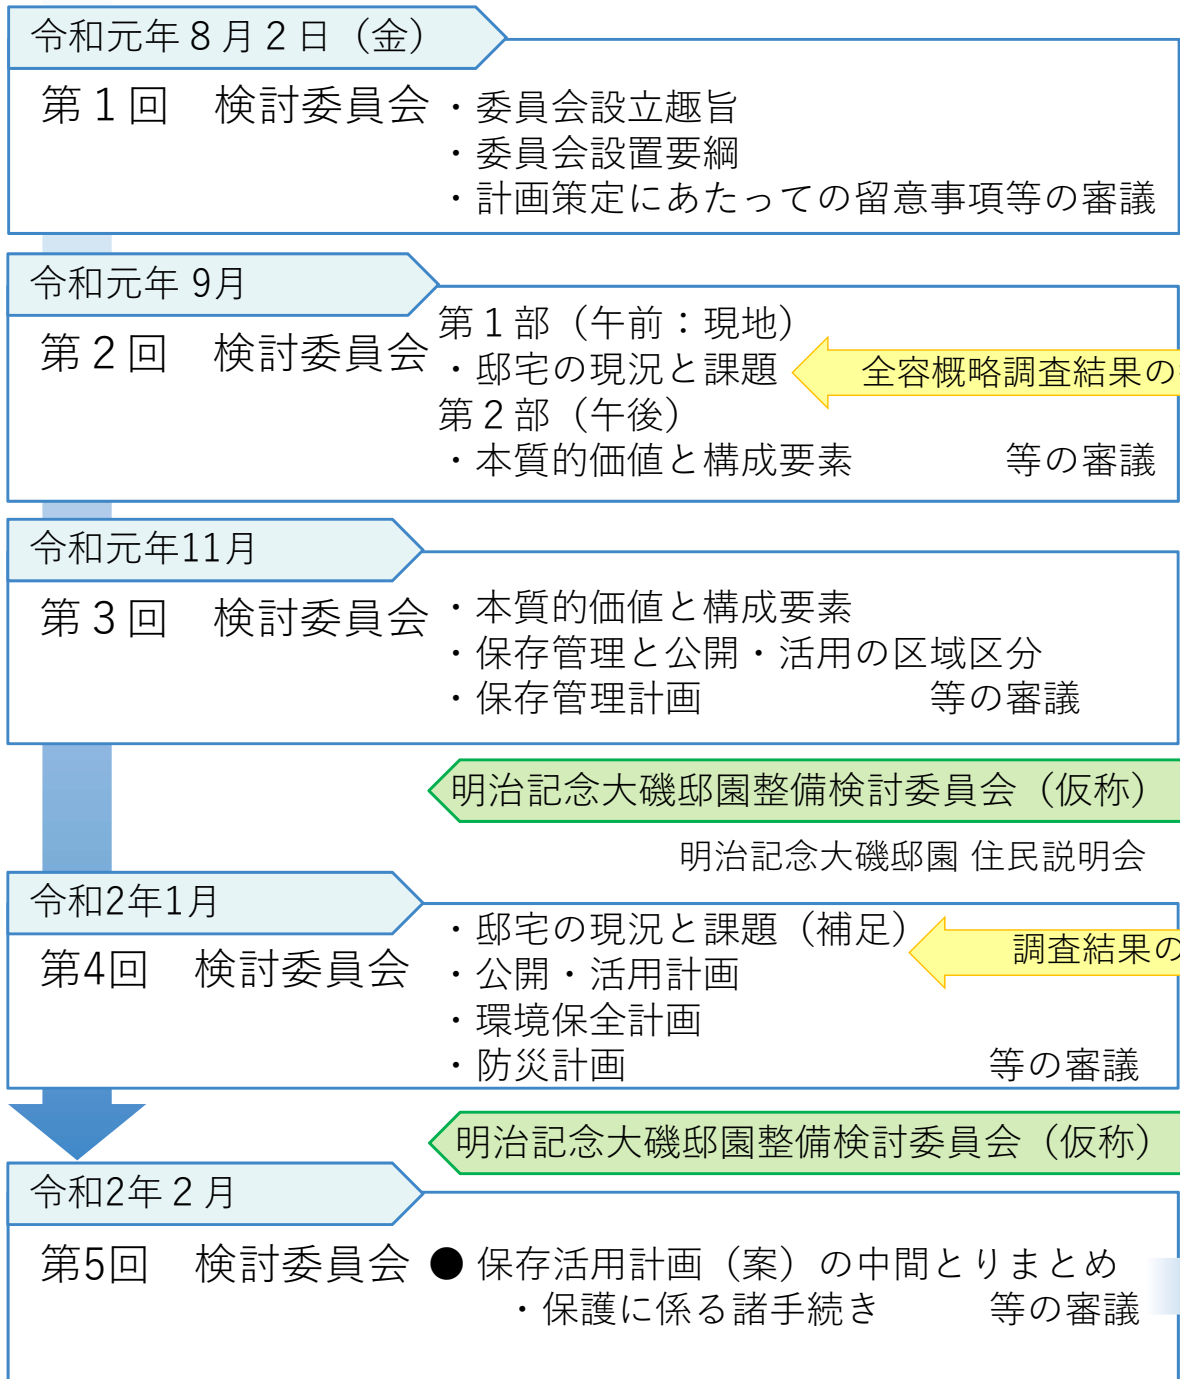 令和元年８月２日（金）
第１回　検討委員会
・委員会設立趣旨
・委員会設置要綱
・計画策定にあたっての留意事項等の審議
令和元年 9月
第２回　検討委員会
第１部（午前：現地）
・邸宅の現況と課題
全容概略調査結果の
第２部（午後）
・本質的価値と構成要素　　　　等の審議
令和元年11月
第３回　検討委員会
・本質的価値と構成要素
・保存管理と公開・活用の区域区分
・保存管理計画　　　　　　等の審議
明治記念大磯邸園整備検討委員会（仮称）
明治記念大磯邸園 住民説明会
令和2年1月
第4回　検討委員会
・邸宅の現況と課題（補足）
調査結果の
・公開・活用計画
・環境保全計画
・防災計画　　　　　　　　　　等の審議
明治記念大磯邸園整備検討委員会（仮称）
令和2年２月
第5回　検討委員会
● 保存活用計画（案）の中間とりまとめ
・保護に係る諸手続き　　　等の審議